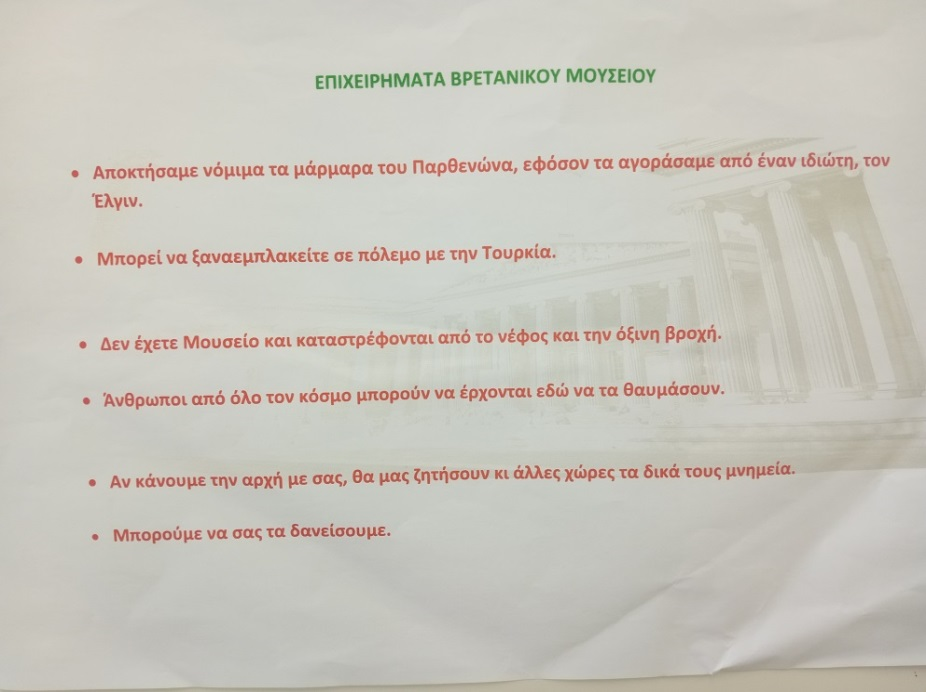 ΕΠΙΧΕΙΡΗΜΑΤΑ ΒΡΕΤΑΝΙΚΟΥ ΜΟΥΣΕΙΟΥ
• Αποκτήσαμε νόμιμα τα μάρμαρα του Παρθενώνα, εφόσον τα αγοράσαμε από έναν ιδιώτη, τον
Έλγιν.
• Μπορεί να ξαναεμπλακείτε σε πόλεμο με την Τουρκία.
• Δεν έχετε Μουσείο και καταστρέφονται από το νέφος και την όξινη βροχή.
• Άνθρωποι από όλο τον κόσμο μπορούν να έρχονται εδώ να τα θαυμάσουν.
• Αν κάνουμε την αρχή με σας, θα μας ζητήσουν κι άλλες χώρες τα δικά τους μνημεία.
• Μπορούμε να σας τα δανείσουμε.